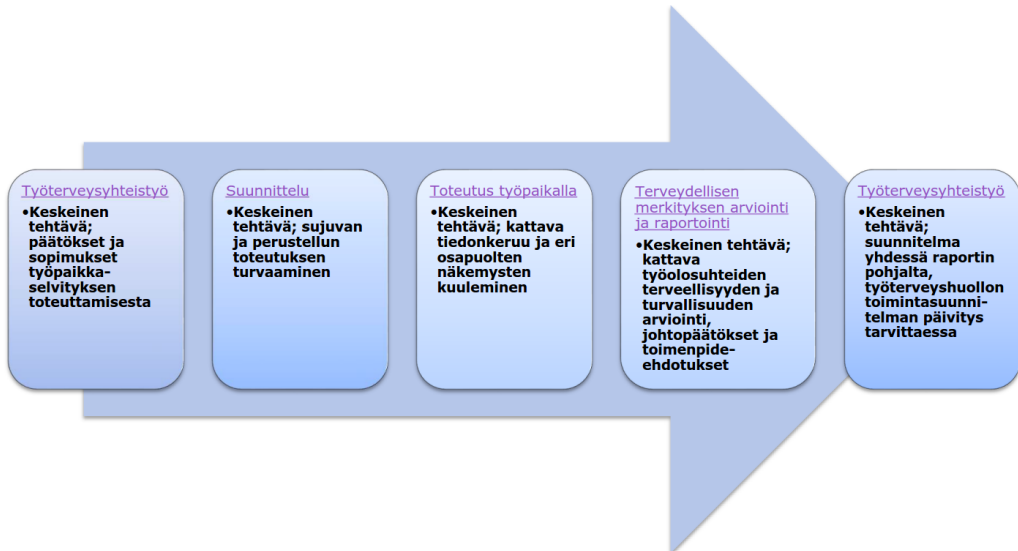 Työterveysyhteistyö
•Keskeinen
tehtävä;
päätökset ja
sopimukset
työpaikka-
selvityksen
toteuttamisesta
Suunnittelu
•Keskeinen
tehtävä; sujuvan
ja perustellun
toteutuksen
turvaaminen
Toteutus työpaikalla
•Keskeinen
tehtävä; kattava
tiedonkeruu ja eri
osapuolten
näkemysten
kuuleminen
Terveydellisen
merkityksen arviointi
ja raportointi
•Keskeinen tehtävä;
kattava
työolosuhteiden
terveellisyyden ja
turvallisuuden
arviointi,
johtopäätökset ja
toimenpide-
ehdotukset
Työterveysyhteistyö
•Keskeinen
tehtävä;
suunnitelma
yhdessä raportin
pohjalta,
työterveyshuollon
toimintasuunni-
telman päivitys
tarvittaessa